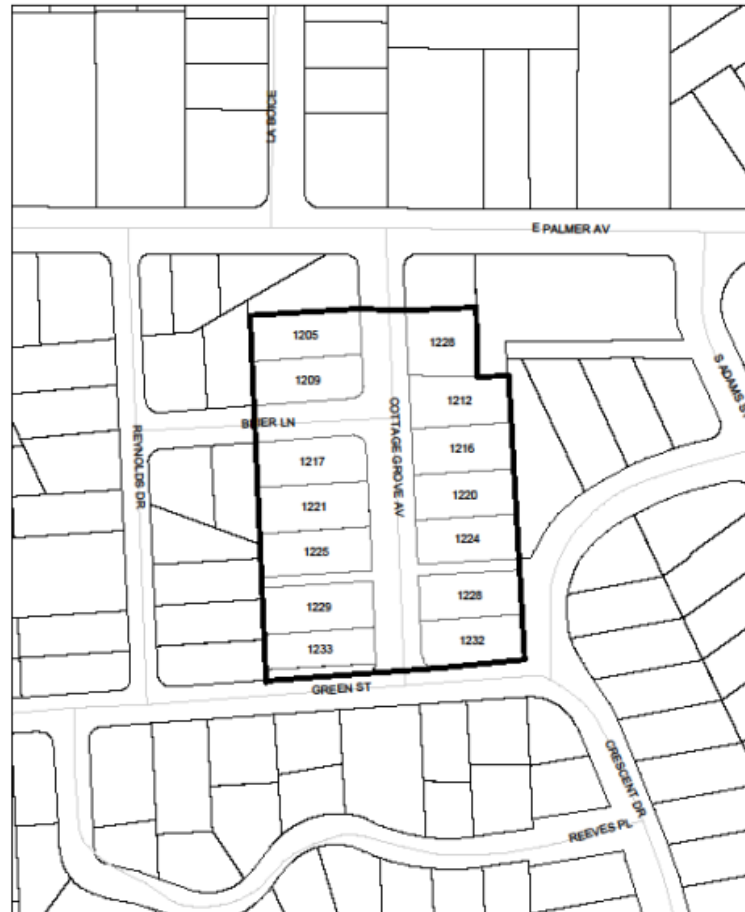 LA BOICE
E PALMER AV
1205
1228
1209
1212
S ADAMS ST
COTTAGE GROVE AV
BEIER LN
REYNOLDS DR
1216
1217
1220
1221
1224
1225
1228
1229
1232
1233
GREEN ST
CRESCENT DR
REEVES PL